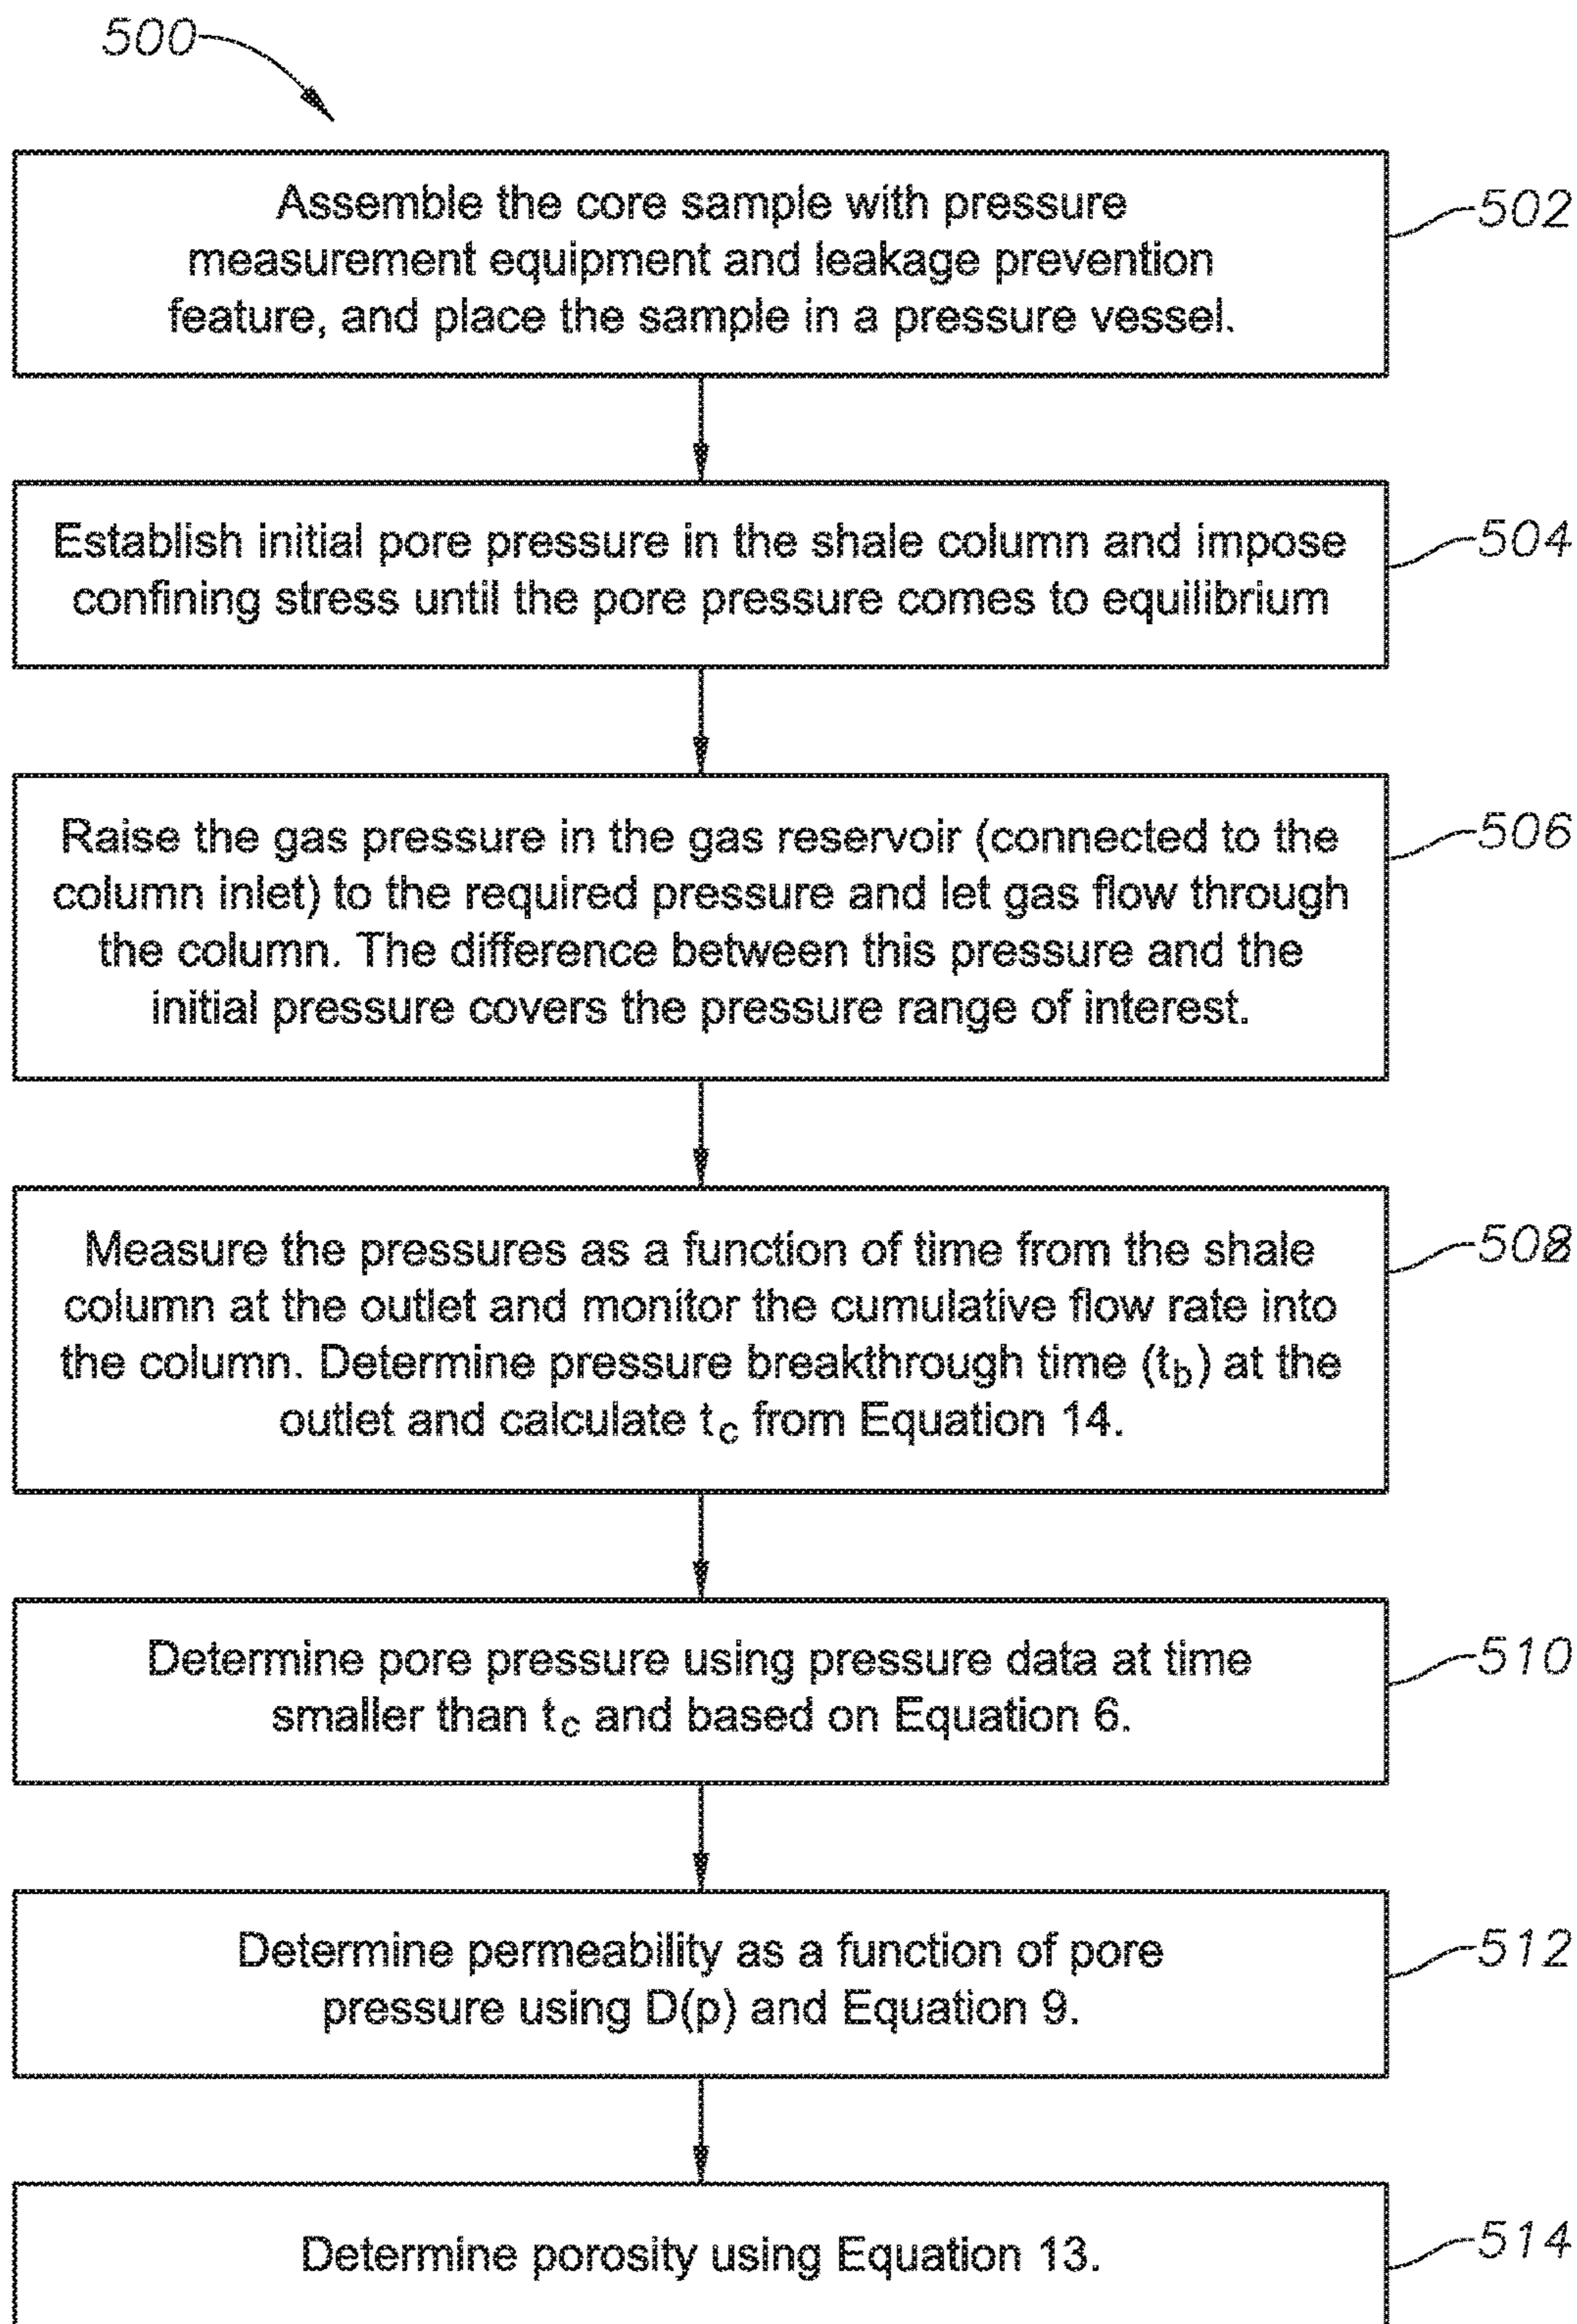 500
Assemble the core sample with pressure
measurement equipment and leakage prevention
feature, and place the sample in a pressure vessel.
502
Establish initial pore pressure in the shale column and impose
confining stress until the pore pressure comes to equilibrium
504
Raise the gas pressure in the gas reservoir (connected to the
column inlet) to the required pressure and let gas flow through
the column. The difference between this pressure and the
initial pressure covers the pressure range of interest.
506
Measure the pressures as a function of time from the shale
column at the outlet and monitor the cumulative flow rate into
the column. Determine pressure breakthrough time (t_b) at the
outlet and calculate t_c from Equation 14.
Determine pore pressure using pressure data at time
smaller than t_c and based on Equation 6.
510
Determine permeability as a function of pore
pressure using D(p) and Equation 9.
512
Determine porosity using Equation 13.
514